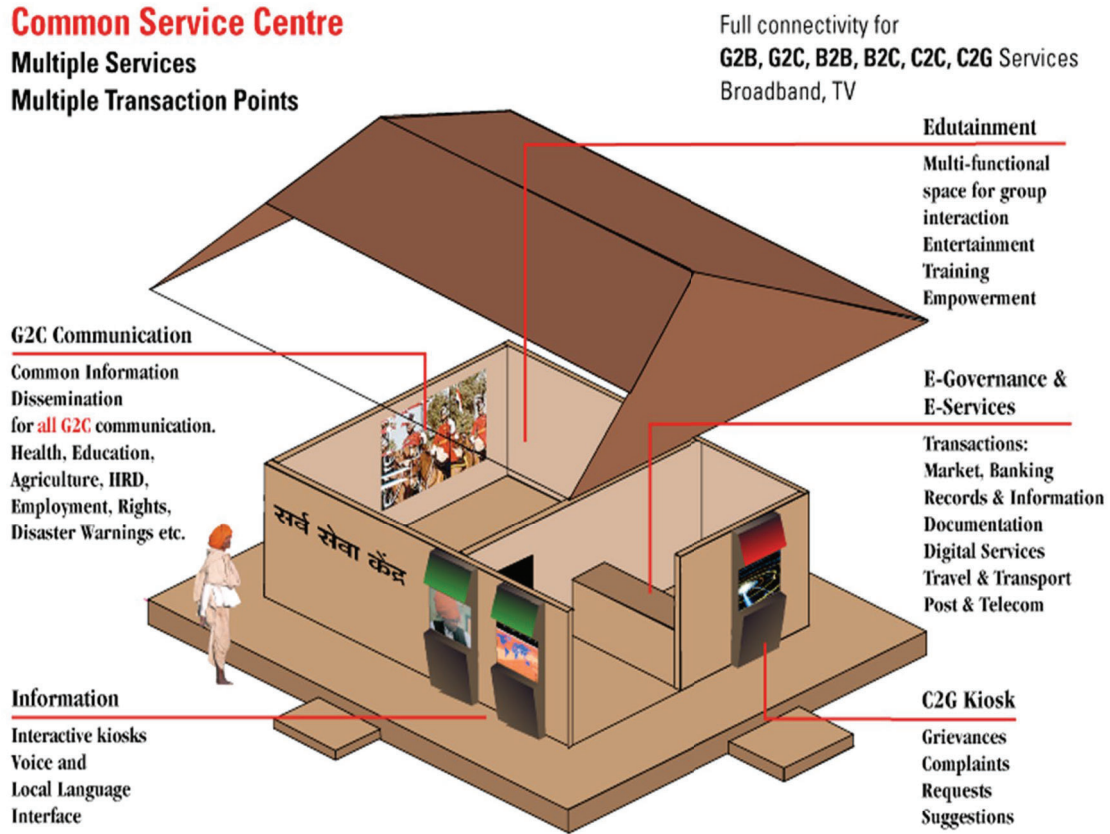 Common Service Centre
Multiple Services
Multiple Transaction Points
Full connectivity for
G2B, G2C, B2B, B2C, C2C, C2G Services
Broadband, TV
Edutainment
Multi-functional
space for group
interaction
Entertainment
Training
Empowerment
G2C Communication
Common Information
Dissemination
for all G2C communication.
Health, Education,
Agriculture, HRD,
Employment, Rights,
Disaster Warnings etc.
E-Governance &
E-Services
Transactions:
Market, Banking
Records & Information
Documentation
Digital Services
Travel & Transport
Post & Telecom
सर्व सेवा केंद्र
Information
Interactive kiosks
Voice and
Local Language
Interface
C2G Kiosk
Grievances
Complaints
Requests
Suggestions